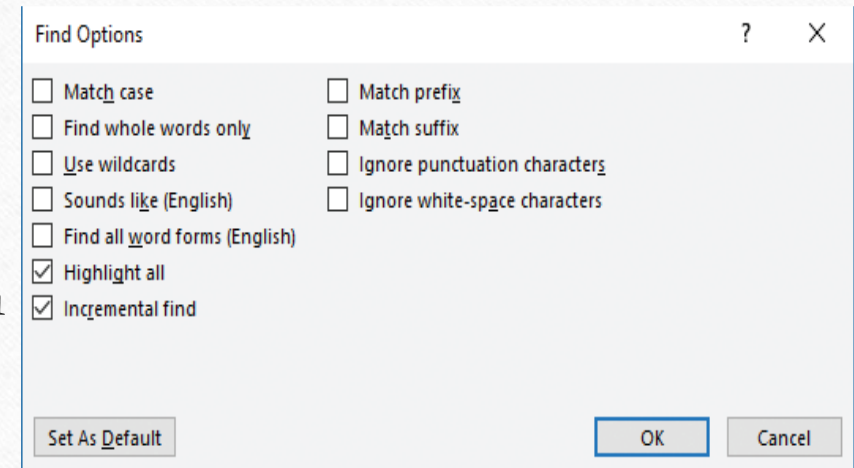 Find Options ? X
Match case
Find whole words only
Use wildcards
Sounds like (English)
Find all word forms (English)
Highlight all
Incremental find
Match prefix
Match suffix
Ignore punctuation characters
Ignore white-space characters
Set As Default OK Cancel